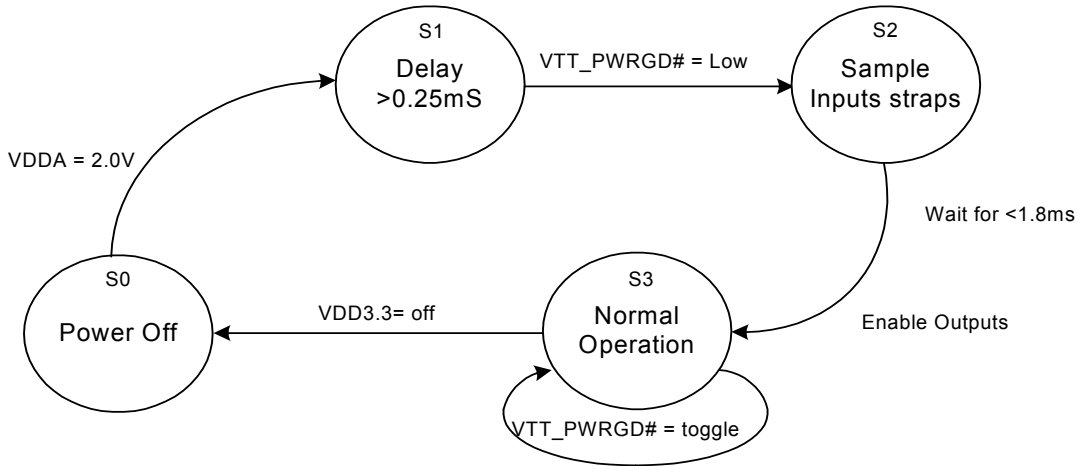 S1
Delay
>0.25mS
VTT_PWRGD# = Low
S2
Sample
Inputs straps
VDDA = 2.0V
Wait for <1.8ms
S0
Power Off
VDD3.3= off
S3
Normal
Operation
Enable Outputs
VTT_PWRGD# = toggle